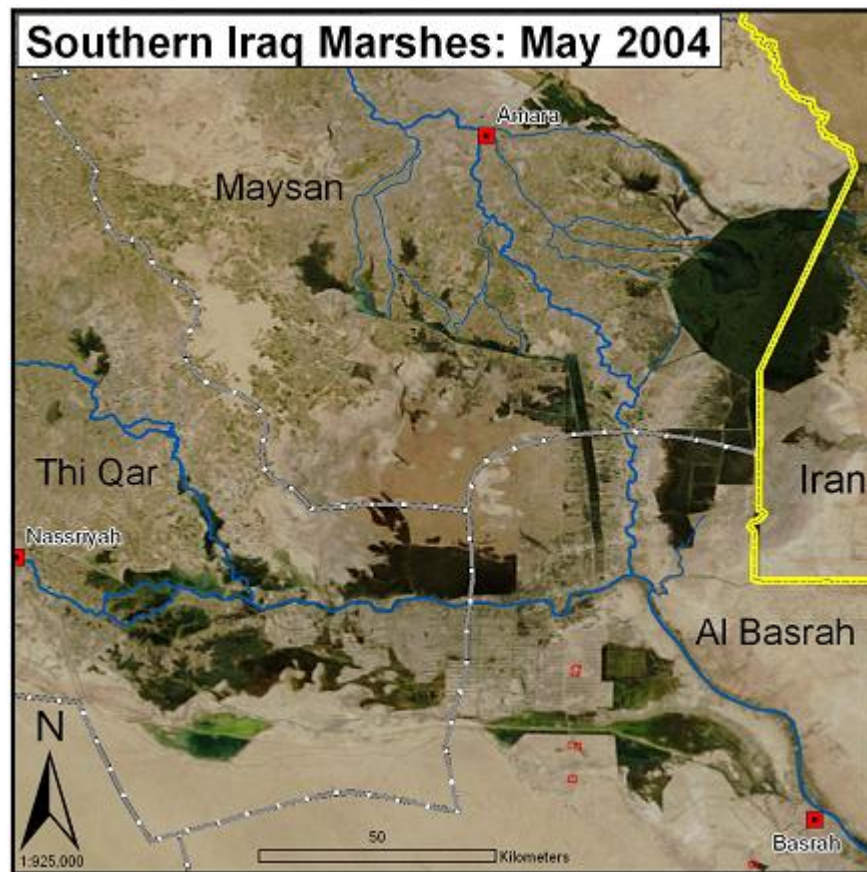 Southern Iraq Marshes: May 2004
Amara
Maysan
Thi Qar
Iran
Nassriyah
Al Basrah
N
50
Basrah
1:925,000
Kilometers